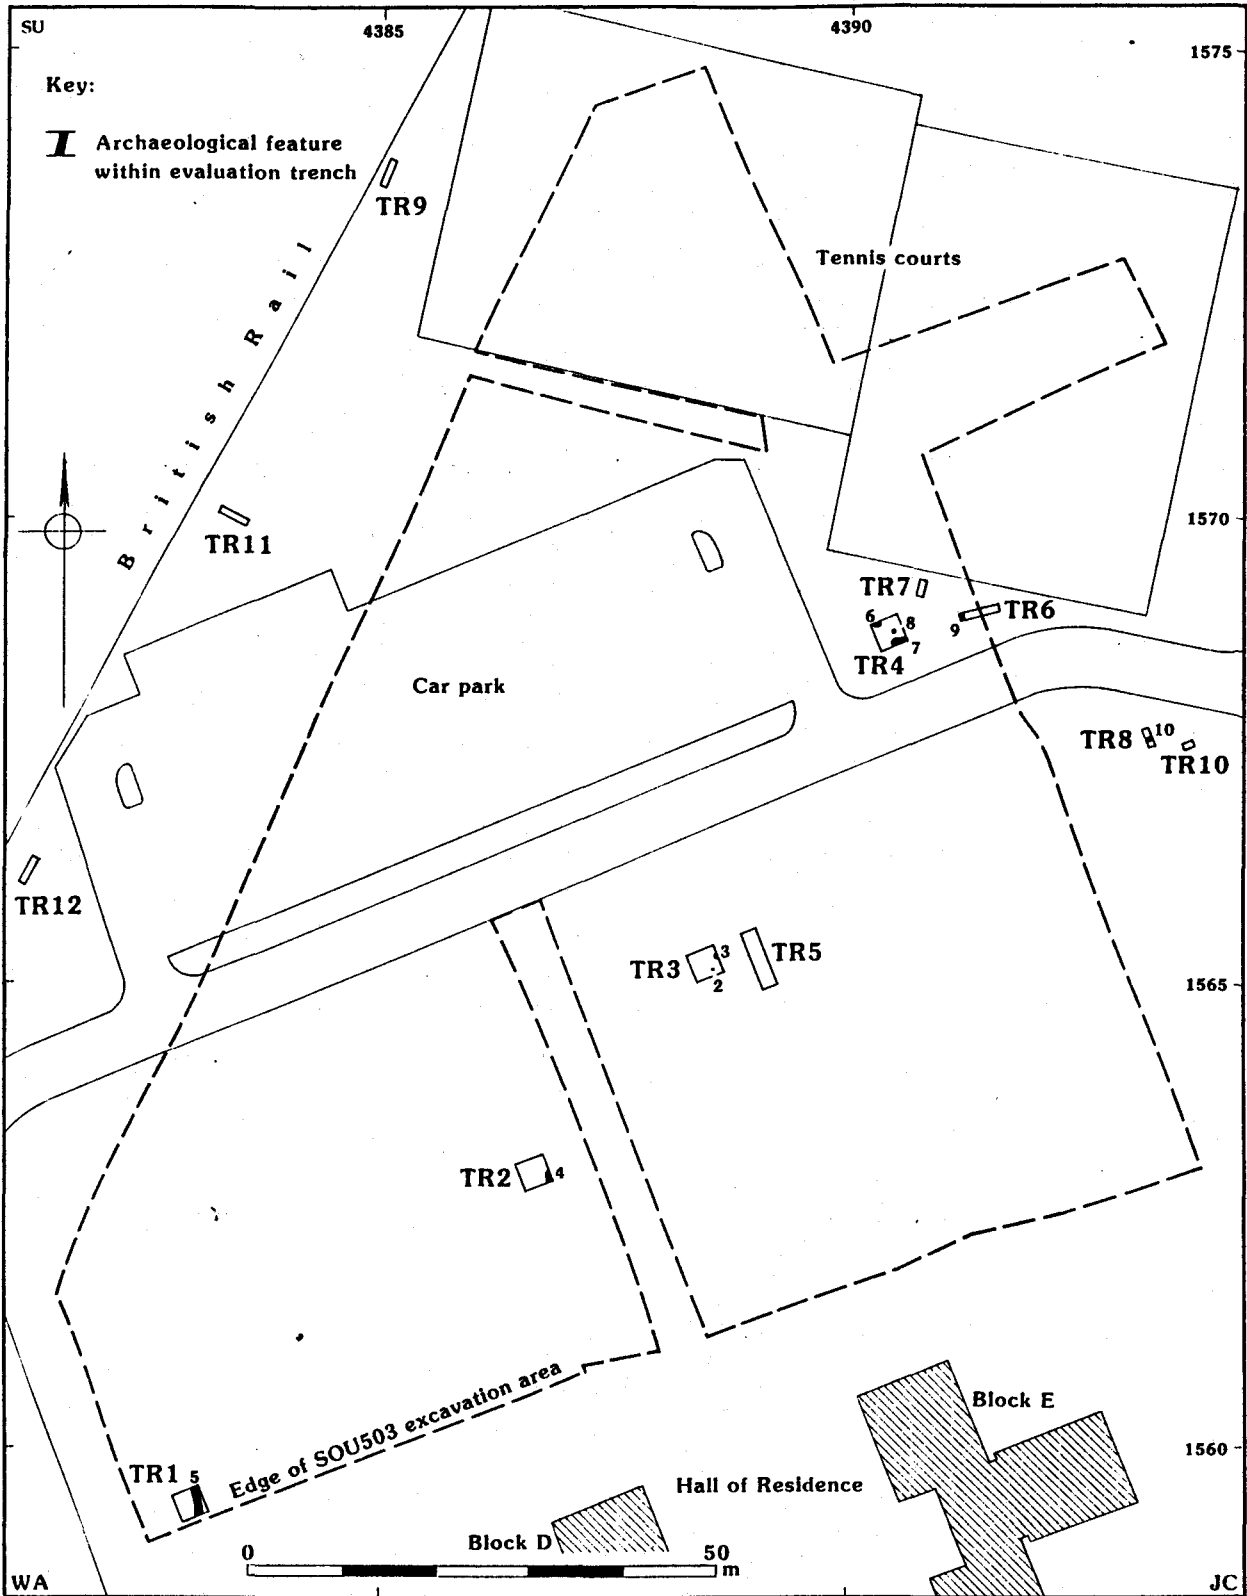 SU
4385
4390
1575
Key:
Archaeological feature
within evaluation trench
TR9
British Rail
Tennis courts
TR11
1570
TR7
6
8
7
TR4
9
TR6
Car park
TR8
10
TR10
TR12
TR3
3
2
TR5
1565
TR2
4
Edge of SOU503 excavation area
Block E
1560
TR1
5
Hall of Residence
Block D
0
50
m
WA
JC